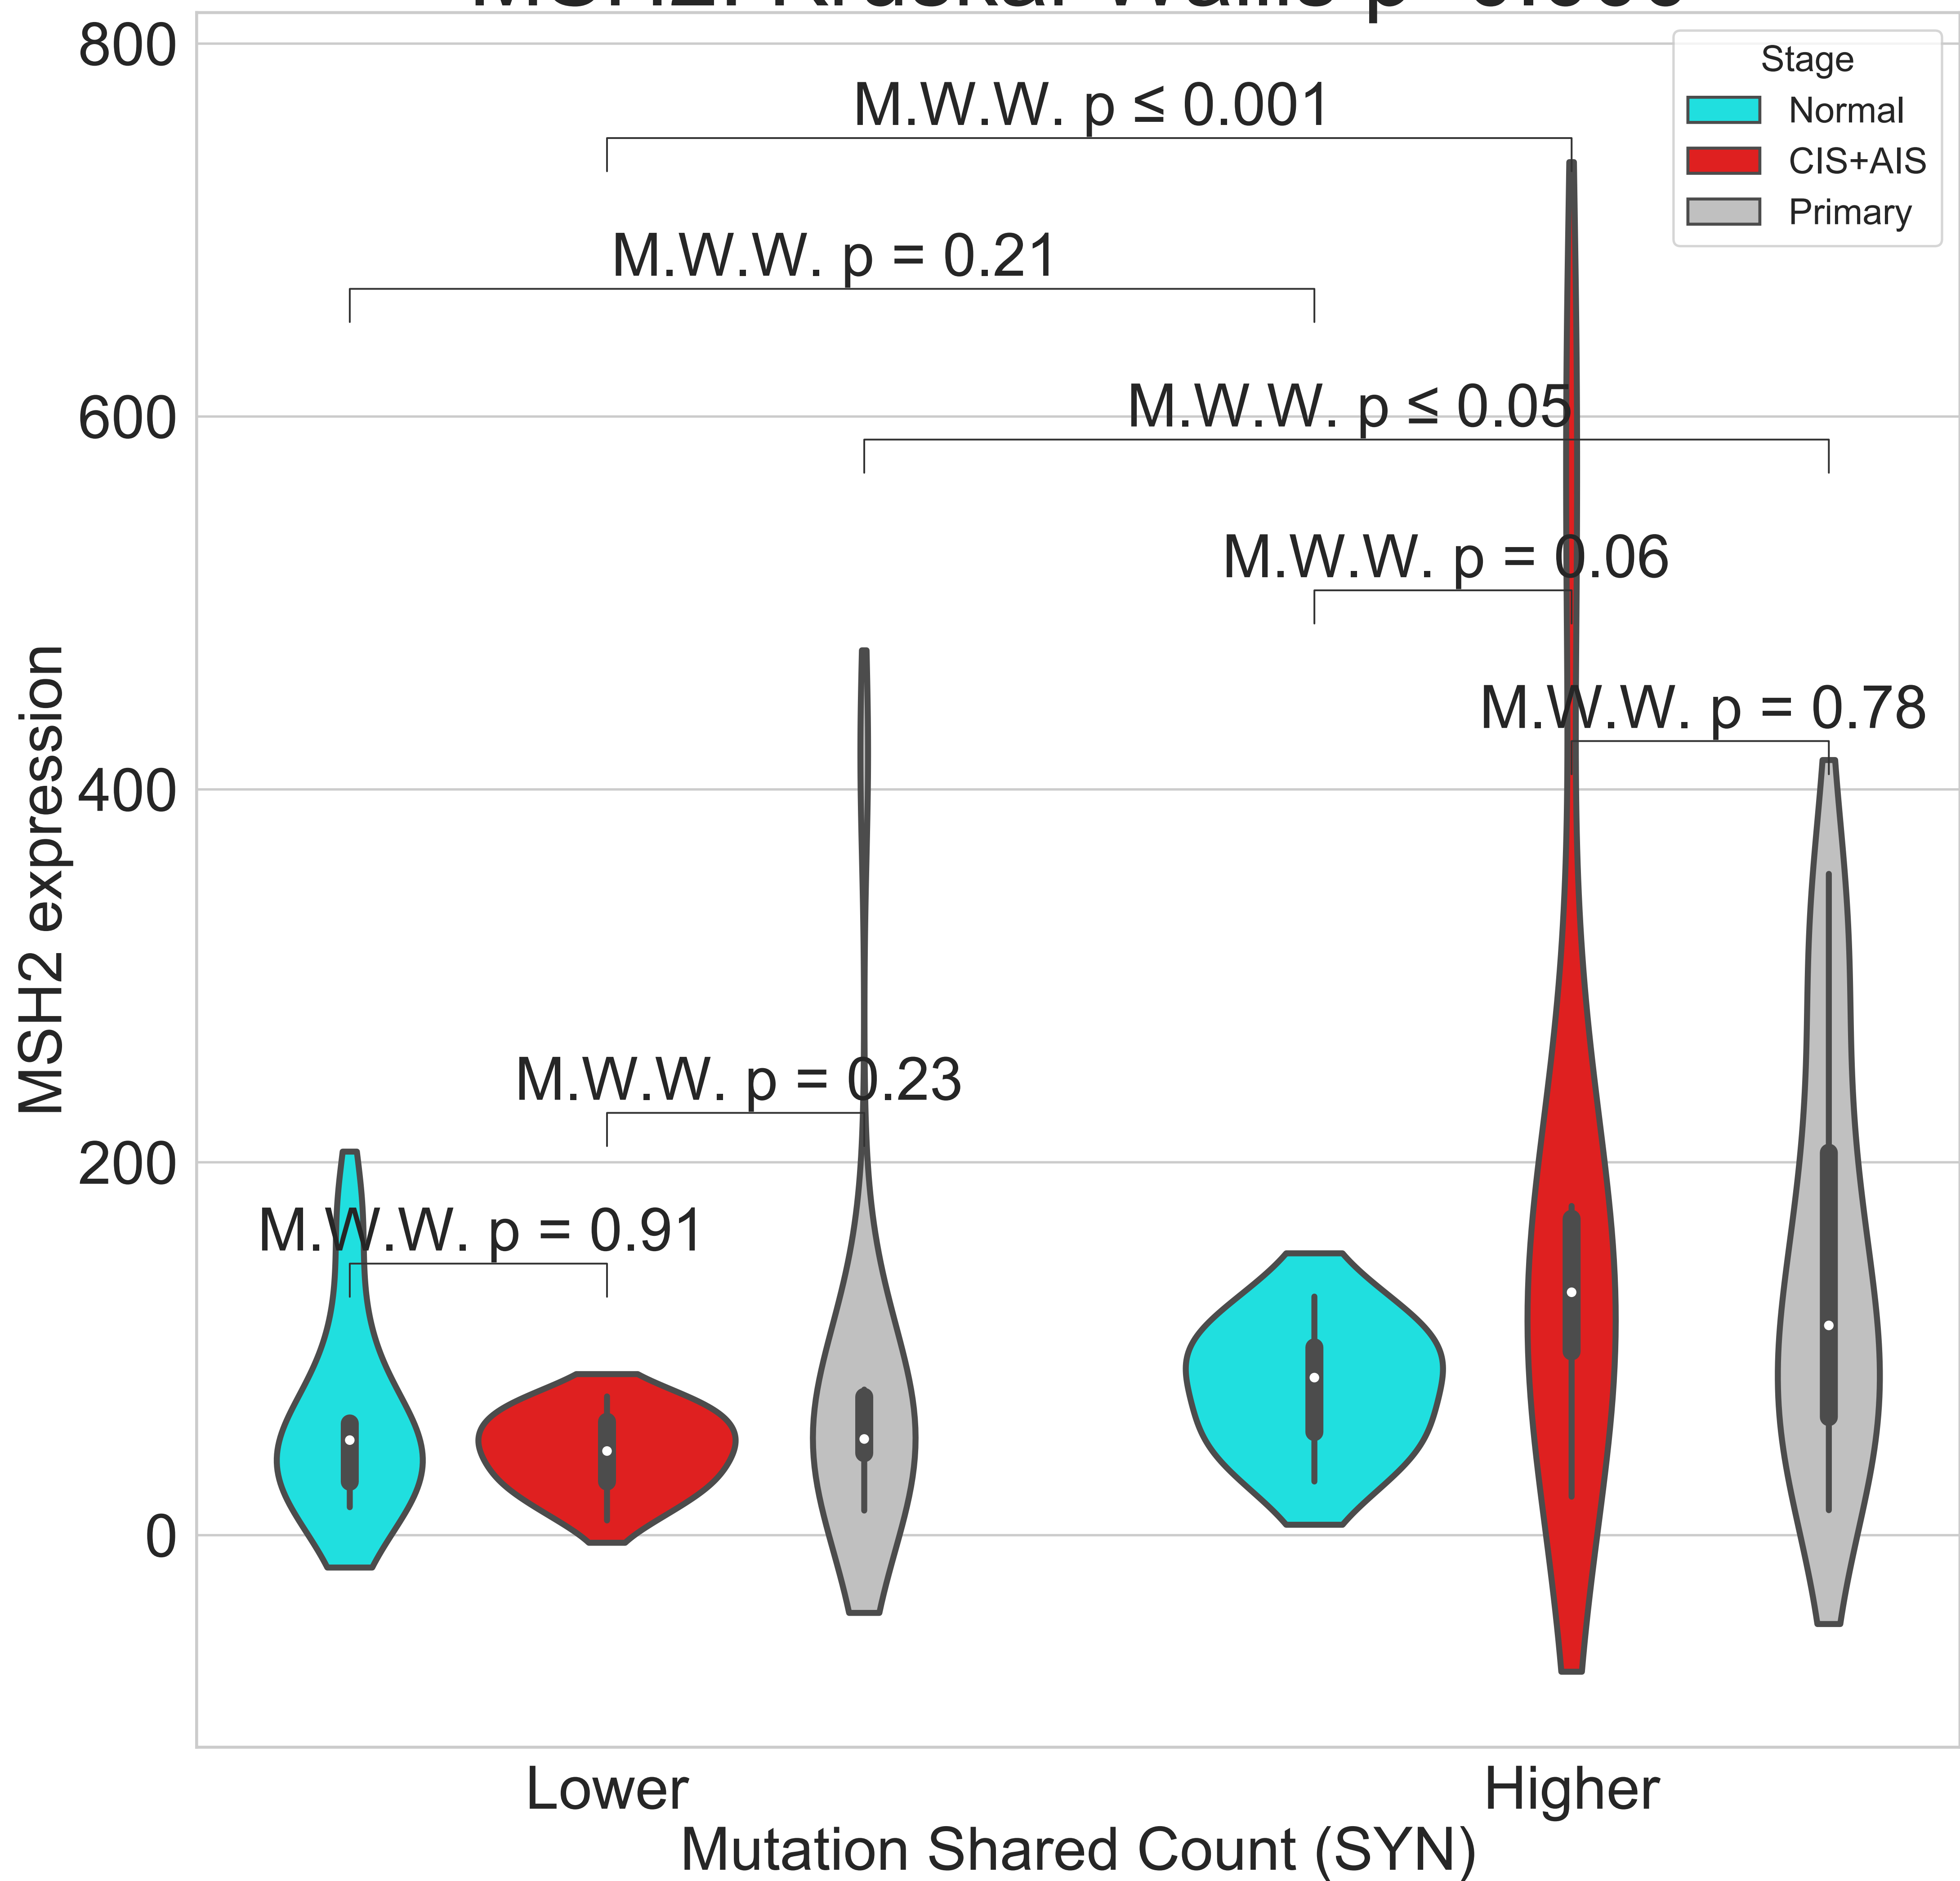 800
600
400
200
0
MSH2 expression
Stage
Normal
CIS+AIS
Primary
M.W.W. p ≤ 0.001
M.W.W. p = 0.21
M.W.W. p ≤ 0.05
M.W.W. p = 0.06
M.W.W. p = 0.78
M.W.W. p = 0.23
M.W.W. p = 0.91
Lower
Higher
Mutation Shared Count (SYN)